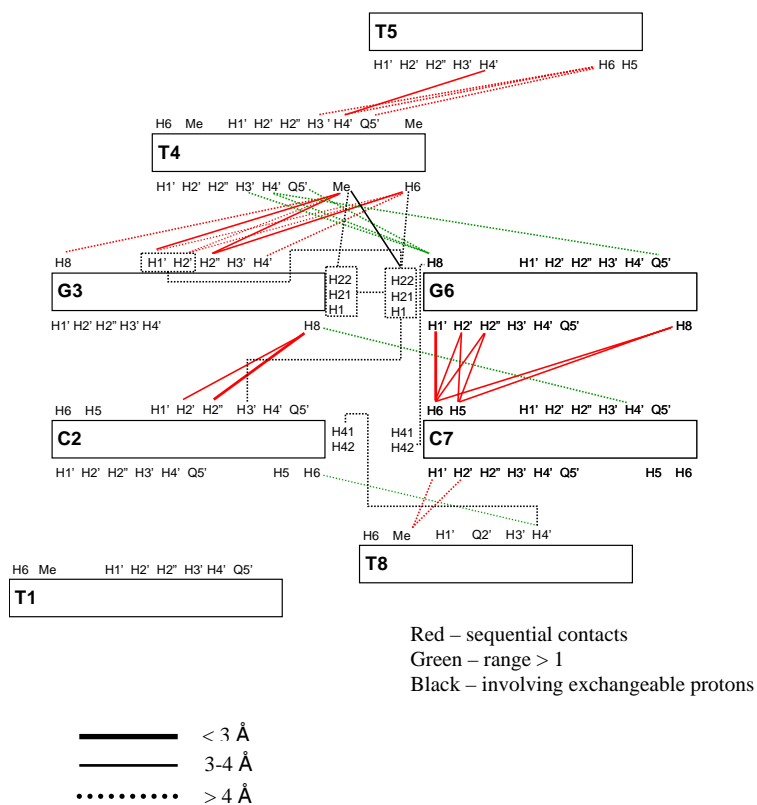 T5
H1' H2' H2" H3' H4' H6 H5
H6 Me H1' H2' H2" H3 ' H4' Q5' Me
T4
H1' H2' H2" H3' H4' Q5' Me H6
H8 H1' H2' H2" H3' H4' H8 H1' H2' H2" H3' H4' Q5'
G3 H22 H21 H1 H22 H21 H1 G6
H1' H2' H2" H3' H4' H8 H1' H2' H2" H3' H4' Q5' H8
H6 H5 H1' H2' H2" H3' H4' Q5' H6 H5 H1' H2' H2" H3' H4' Q5'
C2 H41 H42 H41 H42 C7
H1' H2' H2" H3' H4' Q5' H5 H6 H1' H2' H2" H3' H4' Q5' H5 H6
H6 Me H1' Q2' H3' H4'
T8
H6 Me H1' H2' H2" H3' H4' Q5'
T1
Red – sequential contacts
Green – range > 1
Black – involving exchangeable protons
< 3 Å
3-4 Å
> 4 Å